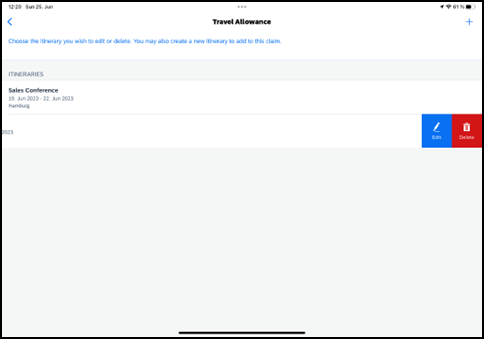 12:20 Sun 25. Jun
61 %
Travel Allowance
Choose the itinerary you wish to edit or delete. You may also create a new itinerary to add to this claim.
ITINERARIES
Sales Conference
19. Jun 2023 - 22. Jun 2023
Hamburg
2023
Edit
Delete